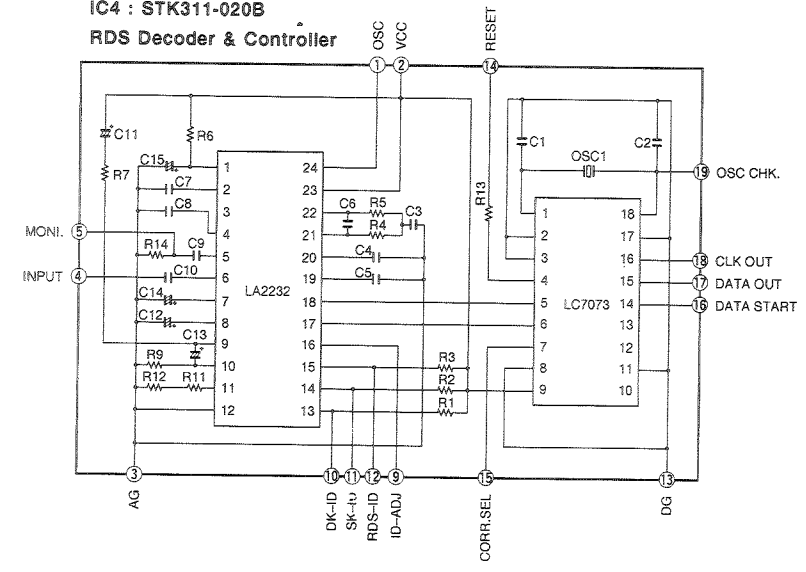 IC4 : STK311-020B
RDS Decoder & Controller
OSC
VCC
RESET
1
2
14
C11
R6
C1
C2
OSC1
C15
R7
C7
C8
1
2
3
4
5
6
7
8
9
10
11
12
24
23
22
21
20
19
18
17
16
15
14
13
LA2232
C6
R5
R4
C3
C4
C5
R13
19 OSC CHK.
MONI. 5
R14
C9
INPUT 4
C10
C14
C12
C13
R9
R12
R11
R3
R2
R1
1
2
3
4
5
6
7
8
9
18
17
16
15
14
13
12
11
10
LC7073
18 CLK OUT
17 DATA OUT
16 DATA START
3
10
11
12
9
15
13
AG
DK-ID
SK-ID
RDS-ID
ID-ADJ
CORR.SEL
DG